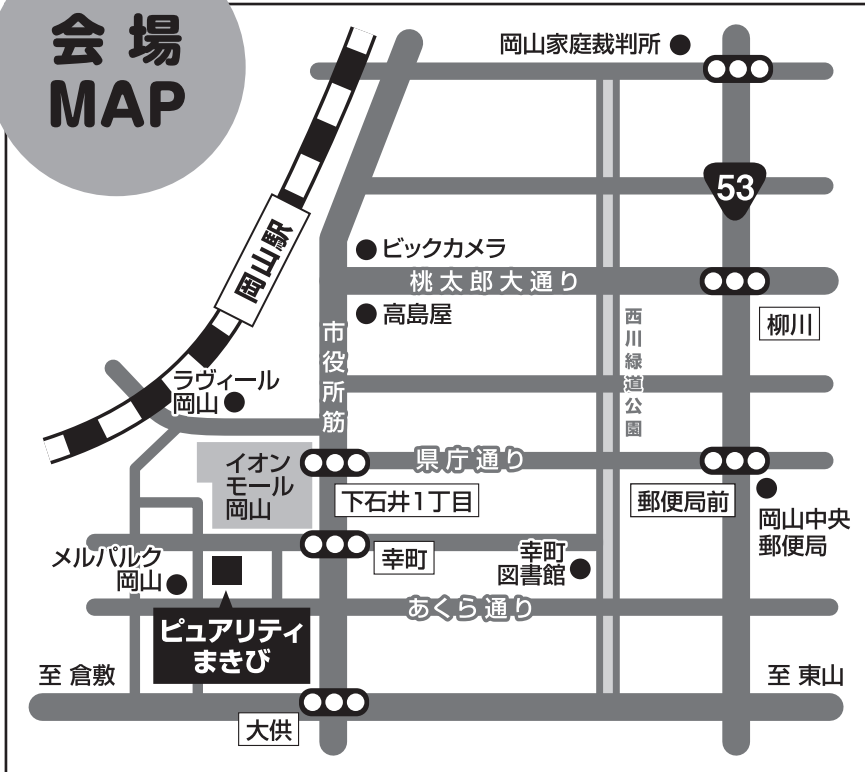 会場
MAP
岡山家庭裁判所
53
岡山駅
ビックカメラ
桃太郎大通り
高島屋
柳川
市役所筋
西川緑道公園
ラヴィール
岡山
イオン
モール
岡山
県庁通り
下石井1丁目
郵便局前
岡山中央
郵便局
メルパルク
岡山
幸町
幸町
図書館
あくら通り
ピュアリティ
まきび
至 倉敷
至 東山
大供